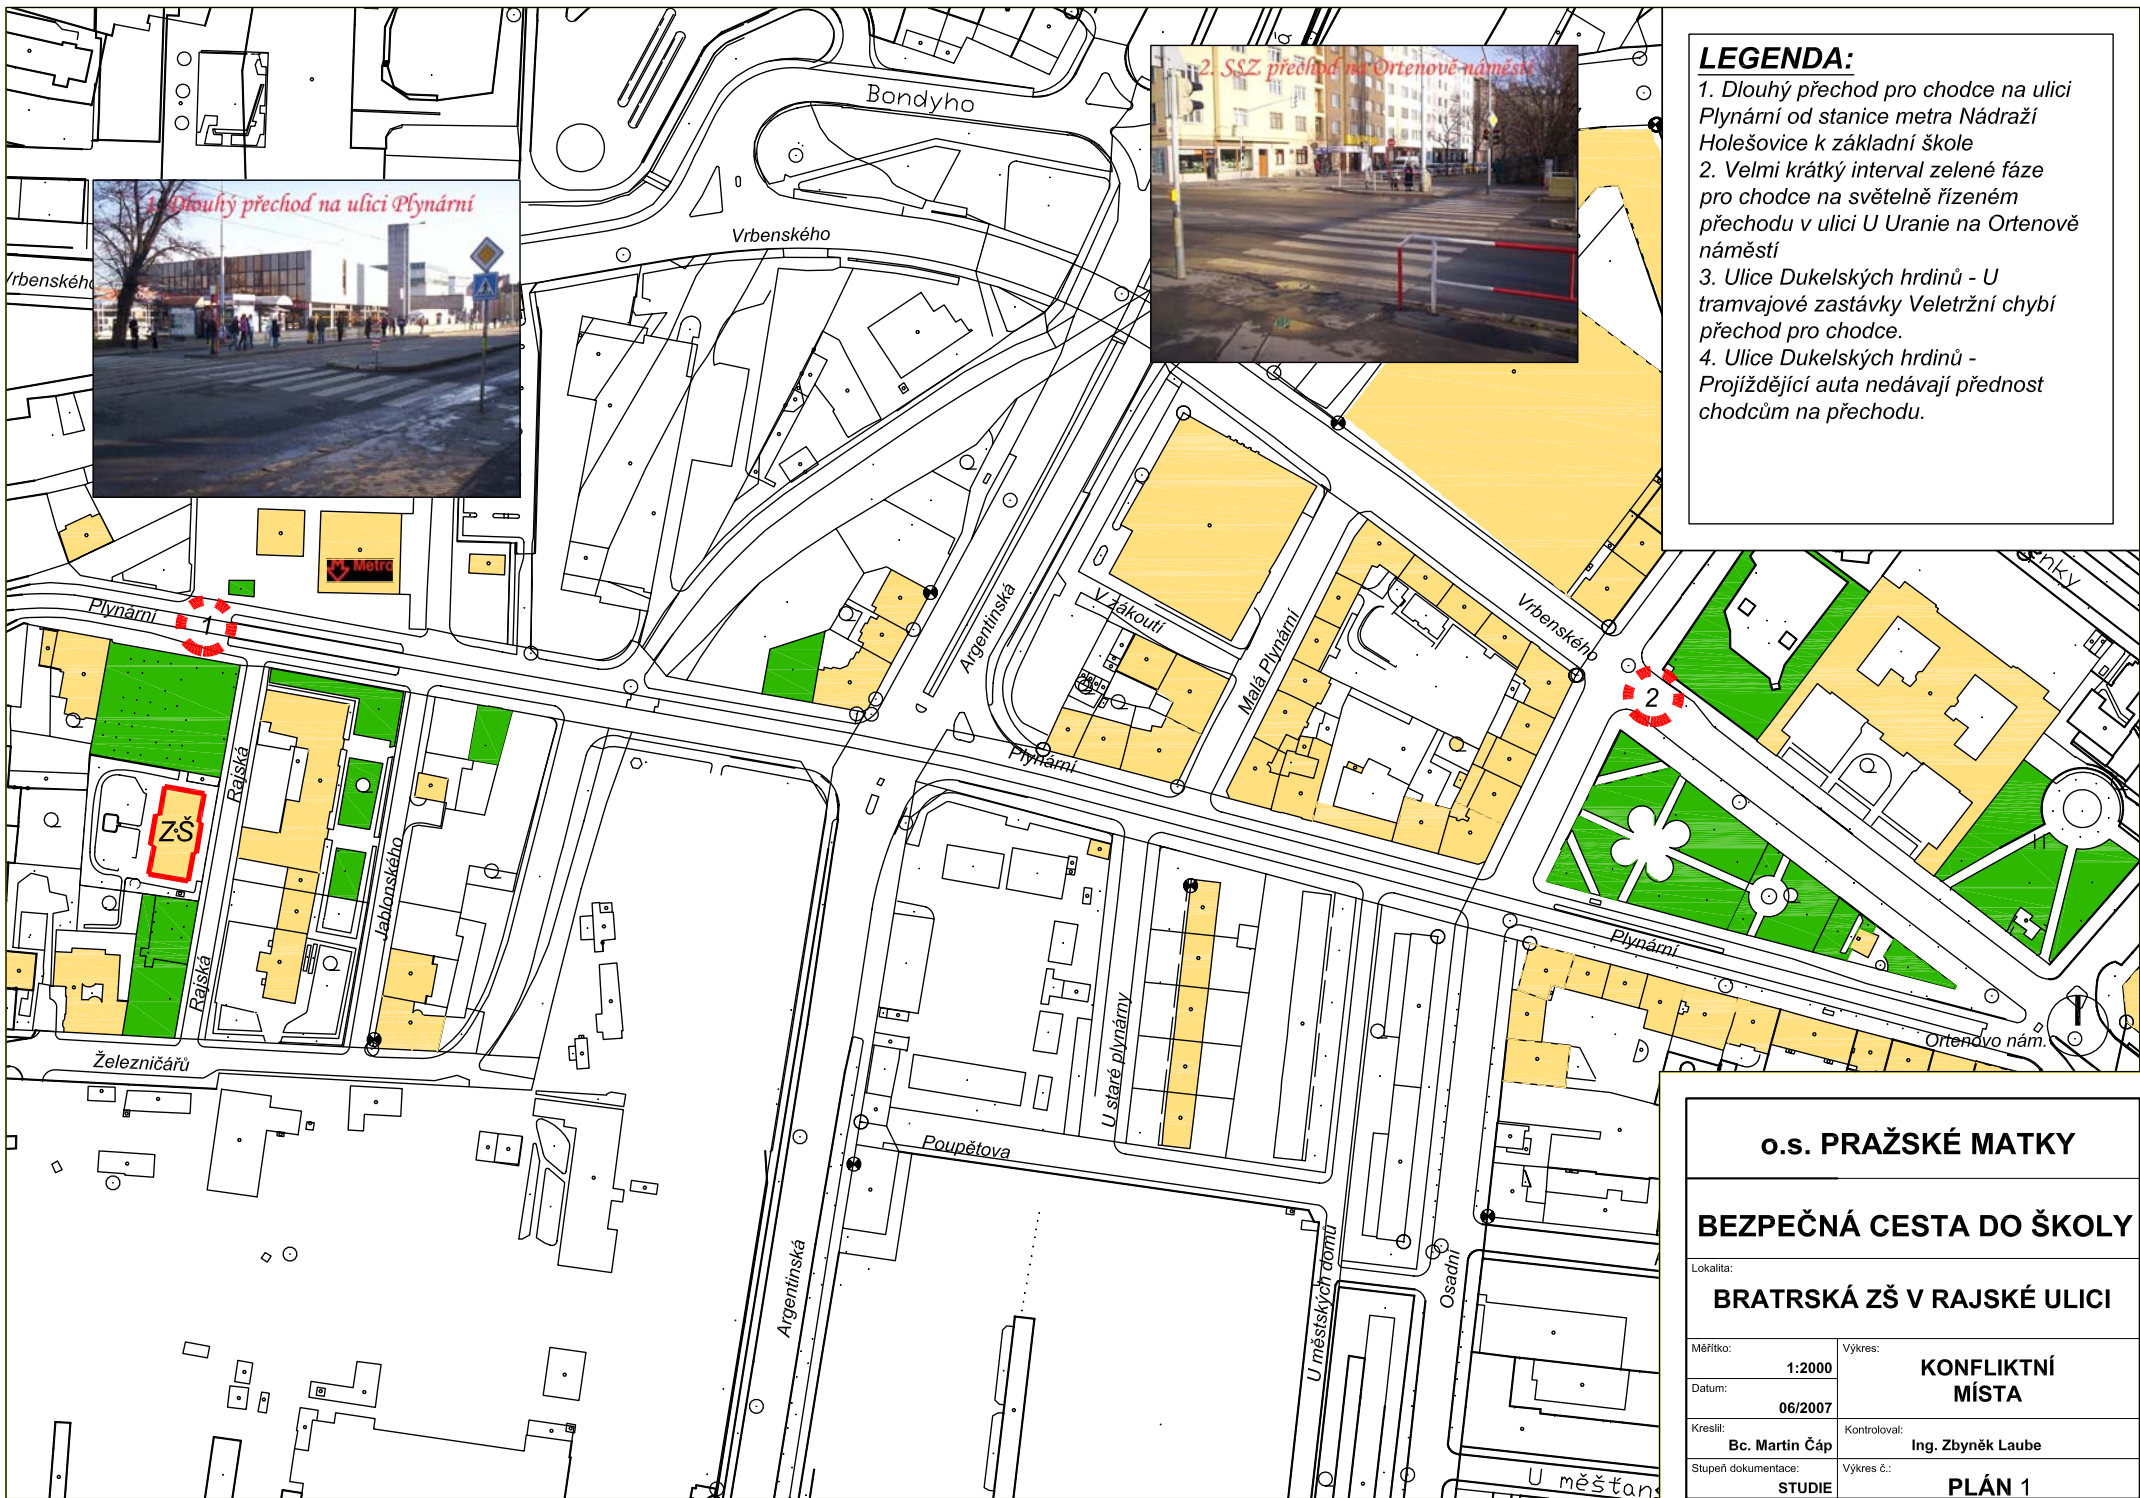 Bondyho
Vrbenského
Vrbenského
1. Dlouhý přechod na ulici Plynární
2. SSZ přechod na Ortenově náměstí
LEGENDA:
1. Dlouhý přechod pro chodce na ulici
Plynární od stanice metra Nádraží
Holešovice k základní škole
2. Velmi krátký interval zelené fáze
pro chodce na světelně řízeném
přechodu v ulici U Uranie na Ortenově
náměstí
3. Ulice Dukelských hrdinů - U
tramvajové zastávky Veletržní chybí
přechod pro chodce.
4. Ulice Dukelských hrdinů -
Projíždějící auta nedávají přednost
chodcům na přechodu.
Metro
Plynární
1
Argentinská
V zákoutí
Malá Plynární
Vrbenského
2
Plynární
Rajská
ZŠ
Jablonského
Rajská
Železničářů
Plynární
Ortenovo nám.
U staré plynárny
Poupětova
Argentinská
U městských domů
Osadní
U měšťans
o.s. PRAŽSKÉ MATKY
BEZPEČNÁ CESTA DO ŠKOLY
Lokalita:
BRATRSKÁ ZŠ V RAJSKÉ ULICI
Měřítko:
1:2000
Výkres:
KONFLIKTNÍ
MÍSTA
Datum:
06/2007
Kreslil:
Bc. Martin Čáp
Kontroloval:
Ing. Zbyněk Laube
Stupeň dokumentace:
STUDIE
Výkres č.:
PLÁN 1